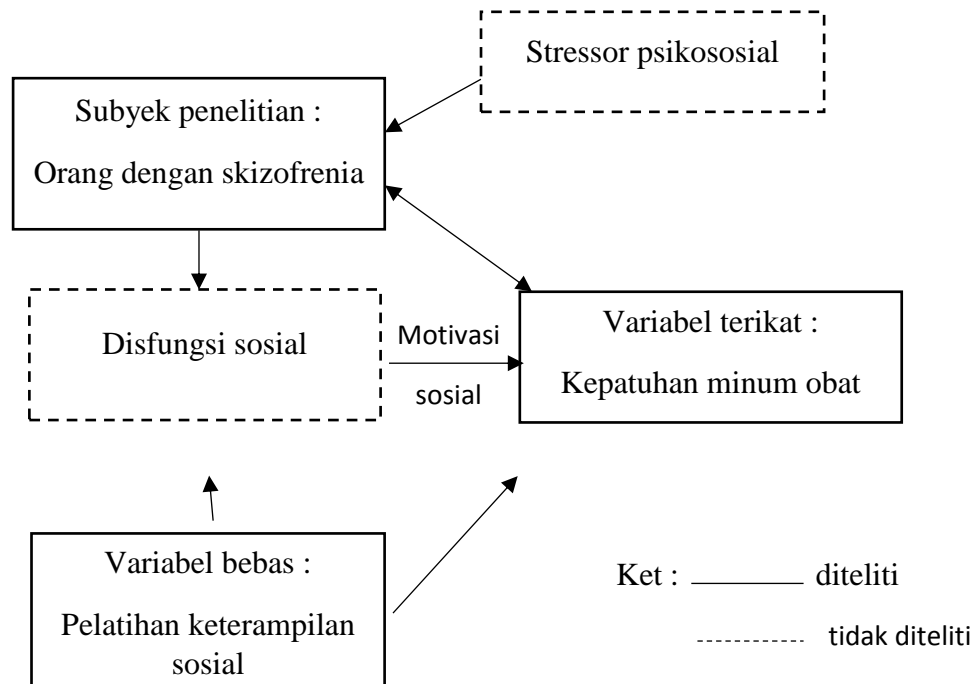 Stressor psikososial
Subyek penelitian :
Orang dengan skizofrenia
Disfungsi sosial
Motivasi
sosial
Variabel terikat :
Kepatuhan minum obat
Variabel bebas :
Pelatihan keterampilan
sosial
Ket : diteliti
tidak diteliti